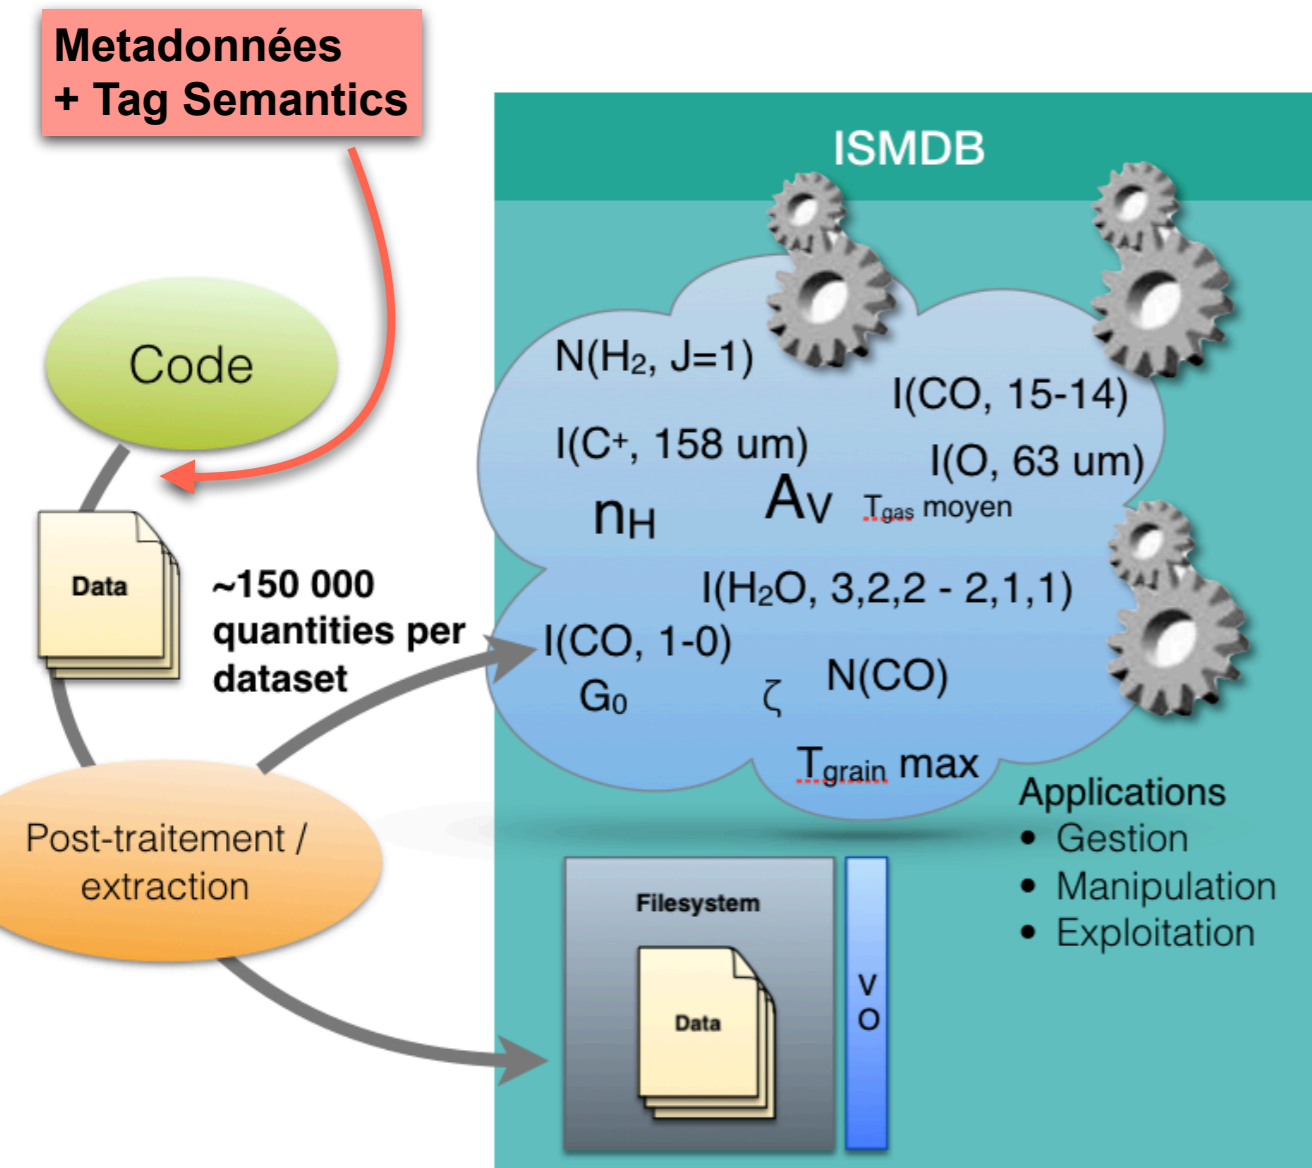 Metadonnées
+ Tag Semantics
ISMDB
Code
N(H₂, J=1)
I(CO, 15-14)
I(C⁺, 158 um)
I(O, 63 um)
nH
AV
Tgas moyen
Data
~150 000
quantities per
dataset
I(H₂O, 3,2,2 - 2,1,1)
I(CO, 1-0)
N(CO)
G₀
ζ
Tgrain max
Post-traitement /
extraction
Applications
• Gestion
• Manipulation
• Exploitation
Filesystem
Data
V
O